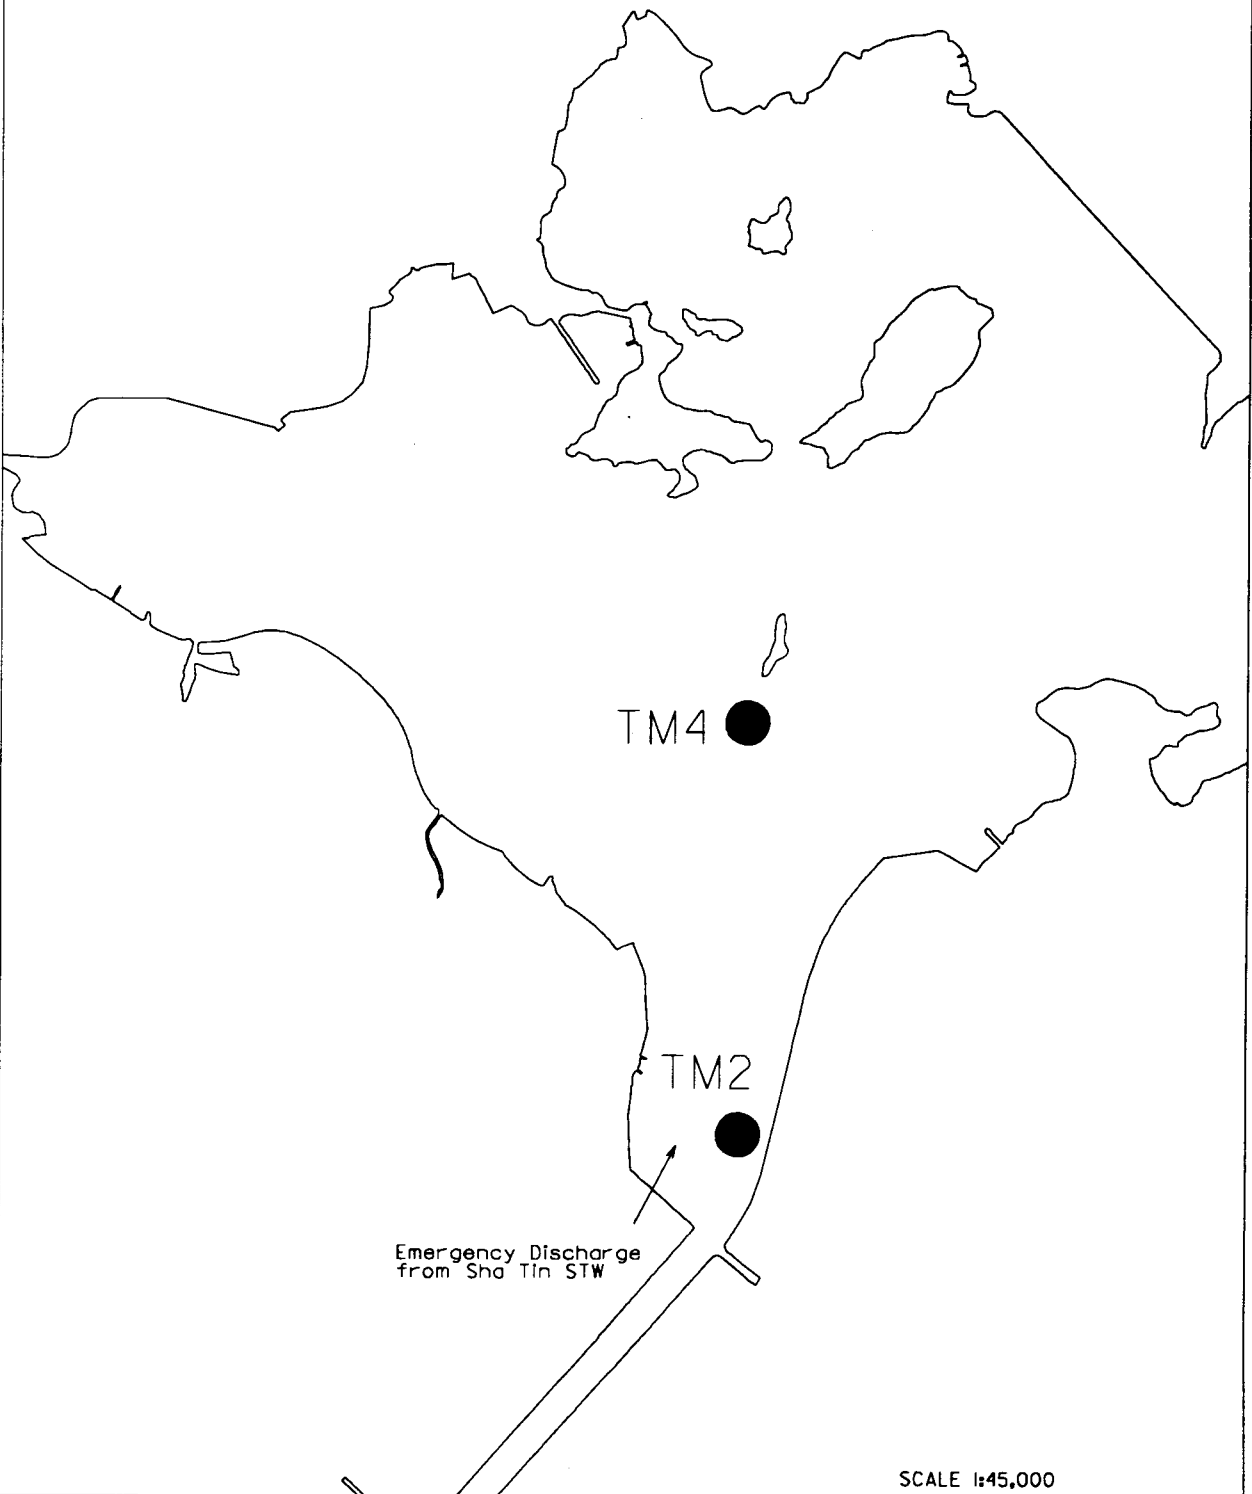 TM4
TM2
Emergency Discharge
from Sha Tin STW
SCALE 1:45,000